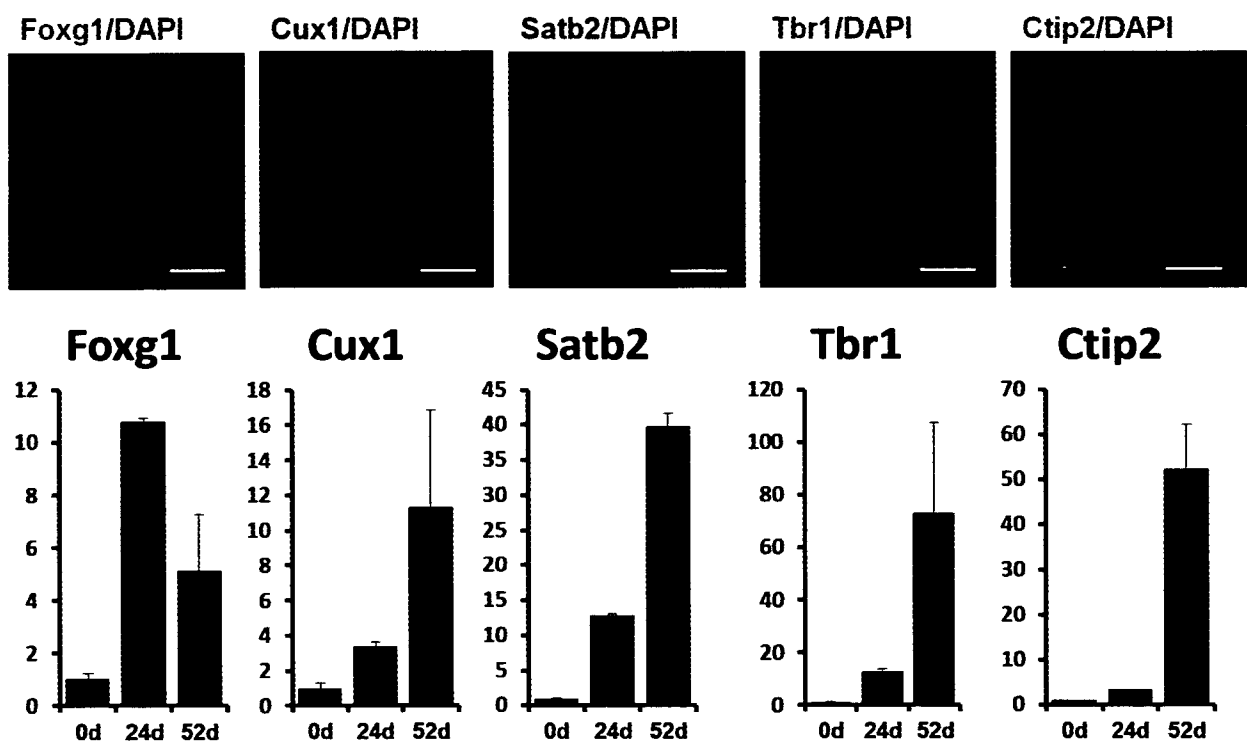 Foxg1/DAPI Cux1/DAPI Satb2/DAPI Tbr1/DAPI Ctip2/DAPI
Foxg1 Cux1 Satb2 Tbr1 Ctip2
12 18 45 120 70
10 16 40 100 60
8 14 35 80 50
6 12 30 60 40
4 10 25 40 30
2 8 20 20 20
0 6 15 0 10
4 10 0
2 5
0 0
0d 24d 52d 0d 24d 52d 0d 24d 52d 0d 24d 52d 0d 24d 52d